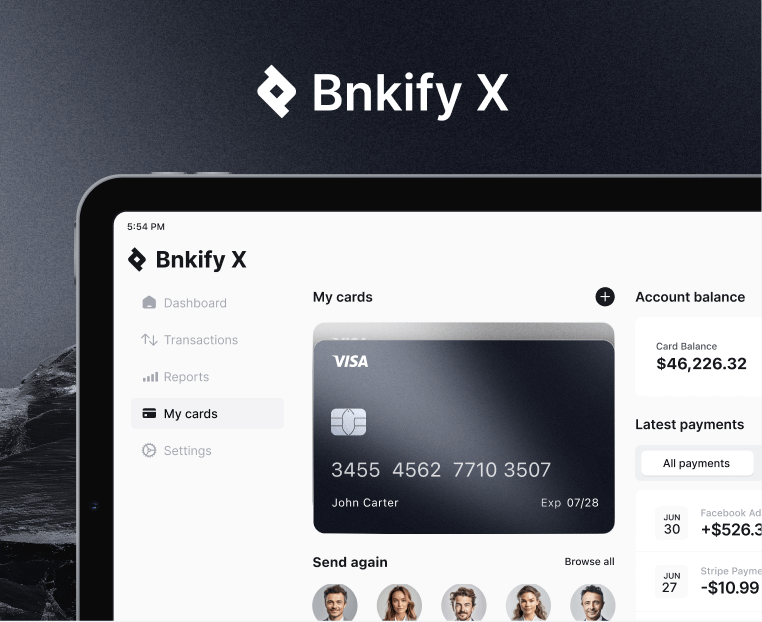 Bnkify X
5:54 PM
Bnkify X
Dashboard
Transactions
Reports
My cards
Settings
My cards
VISA
3455 4562 7710 3507
John Carter
Exp 07/28
Send again
Browse all
Account balance
Card Balance
$46,226.32
Latest payments
All payments
JUN
30
Facebook Ad
+$526.3
JUN
27
Stripe Payme
-$10.99